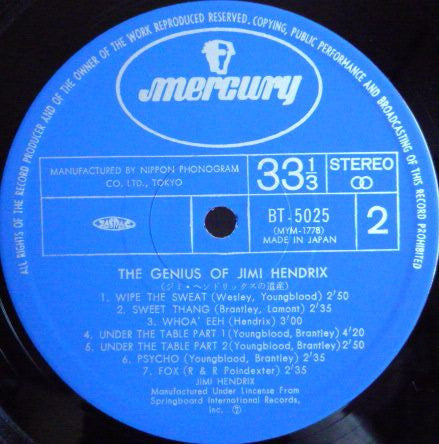 ALL RIGHTS OF THE RECORD PRODUCER AND OF THE OWNER OF THE WORK REPRODUCED RESERVED. COPYING, PUBLIC PERFORMANCE AND BROADCASTING OF THIS RECORD PROHIBITED
mercury
MANUFACTURED BY NIPPON PHONOGRAM
CO. LTD., TOKYO
33 1/3
STEREO
JASRAC
BT-5025
(MYM-1778)
MADE IN JAPAN
2
THE GENIUS OF JIMI HENDRIX
(ジミ・ヘンドリックスの遺産)
1. WIPE THE SWEAT (Wesley, Youngblood) 2'50
2. SWEET THANG (Brantley, Lamont) 2'35
3. WHOA' EEH (Hendrix) 3'00
4. UNDER THE TABLE PART 1 (Youngblood, Brantley) 4'20
5. UNDER THE TABLE PART 2 (Youngblood, Brantley) 2'50
6. PSYCHO (Youngblood, Brantley) 2'35
7. FOX (R & R Poindexter) 2'35
JIMI HENDRIX
Manufactured Under Lincense From
Springboard International Records,
Inc. Ⓟ